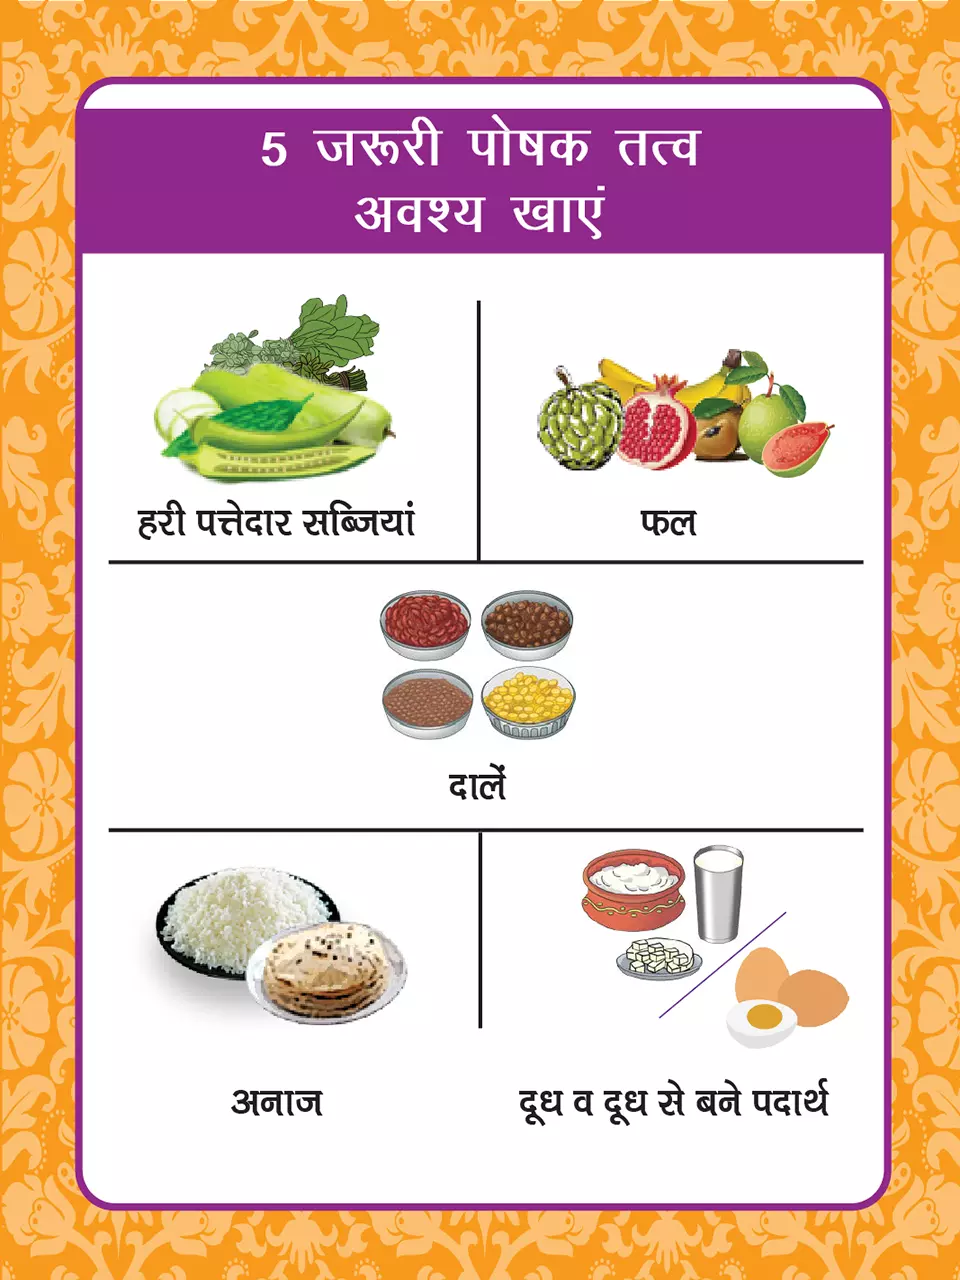 5 जरूरी पोषक तत्व
अवश्य खाएं
हरी पत्तेदार सब्जियां
फल
दालें
अनाज
दूध व दूध से बने पदार्थ